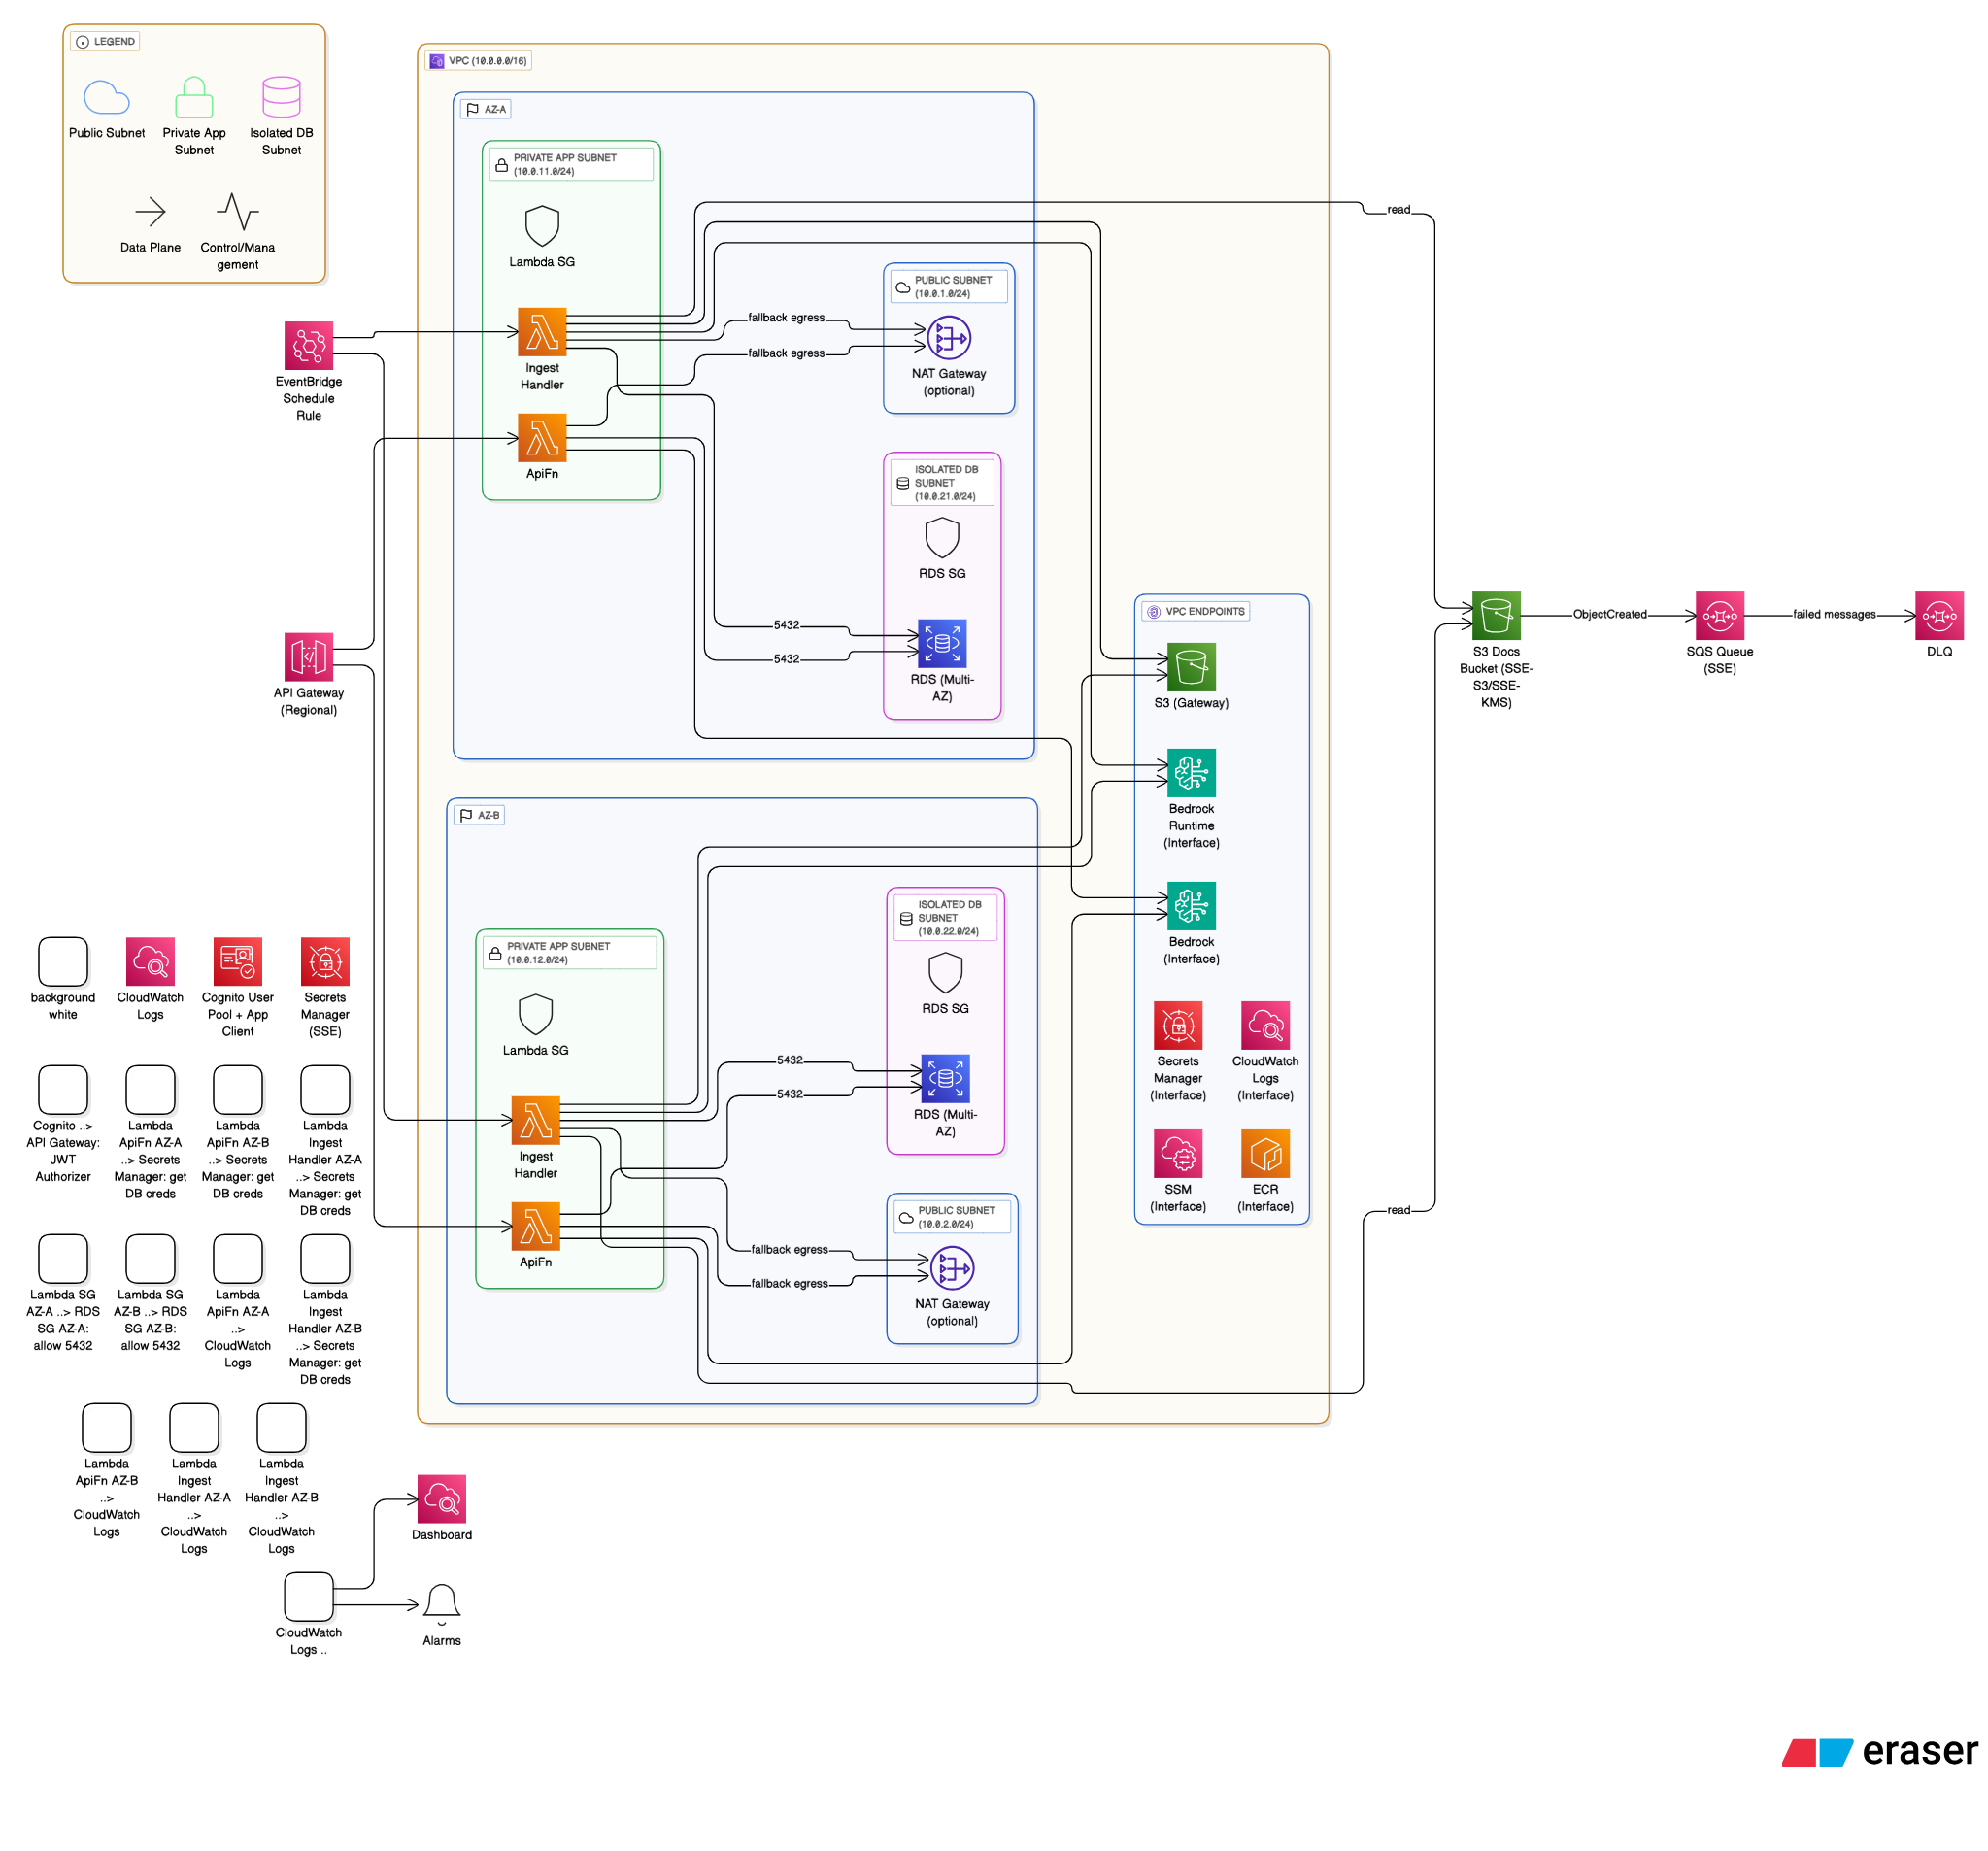 LEGEND
Public Subnet
Private App
Subnet
Isolated DB
Subnet
Data Plane
Control/Mana
gement
VPC (10.0.0.0/16)
AZ-A
PRIVATE APP SUBNET
(10.0.11.0/24)
Lambda SG
Ingest
Handler
ApiFn
fallback egress
fallback egress
PUBLIC SUBNET
(10.0.1.0/24)
NAT Gateway
(optional)
ISOLATED DB
SUBNET
(10.0.21.0/24)
RDS SG
5432
5432
RDS (Multi-
AZ)
EventBridge
Schedule
Rule
API Gateway
(Regional)
read
VPC ENDPOINTS
S3 (Gateway)
Bedrock
Runtime
(Interface)
Bedrock
(Interface)
Secrets
Manager
(Interface)
CloudWatch
Logs
(Interface)
SSM
(Interface)
ECR
(Interface)
ObjectCreated
failed messages
S3 Docs
Bucket (SSE-
S3/SSE-
KMS)
SQS Queue
(SSE)
DLQ
AZ-B
PRIVATE APP SUBNET
(10.0.12.0/24)
Lambda SG
Ingest
Handler
ApiFn
ISOLATED DB
SUBNET
(10.0.22.0/24)
RDS SG
5432
5432
RDS (Multi-
AZ)
PUBLIC SUBNET
(10.0.2.0/24)
fallback egress
fallback egress
NAT Gateway
(optional)
read
background
white
CloudWatch
Logs
Cognito User
Pool + App
Client
Secrets
Manager
(SSE)
Cognito ..>
API Gateway:
JWT
Authorizer
Lambda
ApiFn AZ-A
..> Secrets
Manager: get
DB creds
Lambda
ApiFn AZ-B
..> Secrets
Manager: get
DB creds
Lambda
Ingest
Handler AZ-A
..> Secrets
Manager: get
DB creds
Lambda SG
AZ-A ..> RDS
SG AZ-A:
allow 5432
Lambda SG
AZ-B ..> RDS
SG AZ-B:
allow 5432
Lambda
ApiFn AZ-A
..>
CloudWatch
Logs
Lambda
Ingest
Handler AZ-B
..> Secrets
Manager: get
DB creds
Lambda
ApiFn AZ-B
..>
CloudWatch
Logs
Lambda
Ingest
Handler AZ-A
..>
CloudWatch
Logs
Lambda
Ingest
Handler AZ-B
..>
CloudWatch
Logs
Dashboard
CloudWatch
Logs ..
Alarms
eraser